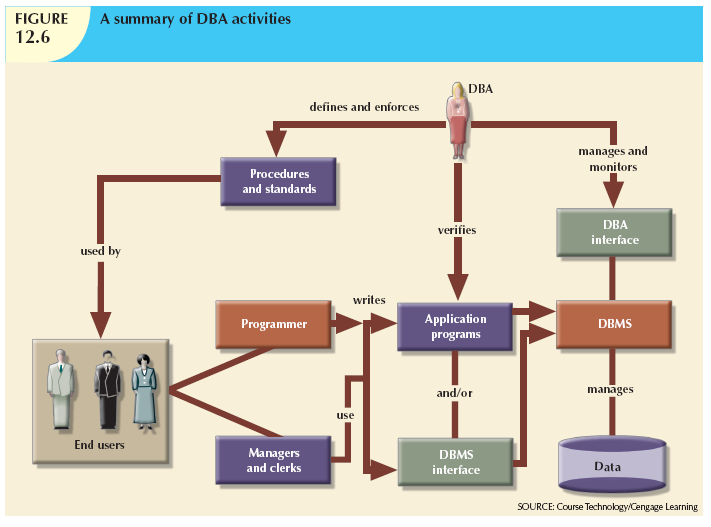 FIGURE
12.6
A summary of DBA activities
DBA
defines and enforces
manages and
monitors
Procedures
and standards
DBA
interface
verifies
used by
writes
Programmer
Application
programs
DBMS
and/or
manages
use
End users
Managers
and clerks
DBMS
interface
Data
SOURCE: Course Technology/Cengage Learning